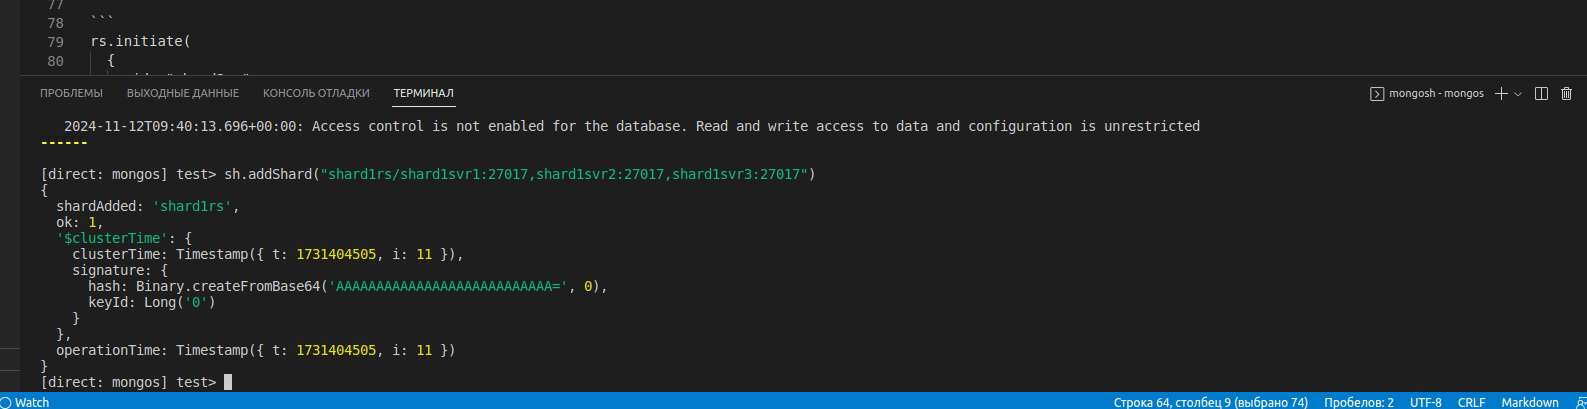 77
78 ```
79 rs.initiate(
80 {
ПРОБЛЕМЫ ВЫХОДНЫЕ ДАННЫЕ КОНСОЛЬ ОТЛАДКИ ТЕРМИНАЛ mongosh - mongos
2024-11-12T09:40:13.696+00:00: Access control is not enabled for the database. Read and write access to data and configuration is unrestricted
------
[direct: mongos] test> sh.addShard("shard1rs/shard1svr1:27017,shard1svr2:27017,shard1svr3:27017")
{
shardAdded: 'shard1rs',
ok: 1,
'$clusterTime': {
clusterTime: Timestamp({ t: 1731404505, i: 11 }),
signature: {
hash: Binary.createFromBase64('AAAAAAAAAAAAAAAAAAAAAAAAAAA=', 0),
keyId: Long('0')
}
},
operationTime: Timestamp({ t: 1731404505, i: 11 })
}
[direct: mongos] test>
Watch Строка 64, столбец 9 (выбрано 74) Пробелов: 2 UTF-8 CRLF Markdown